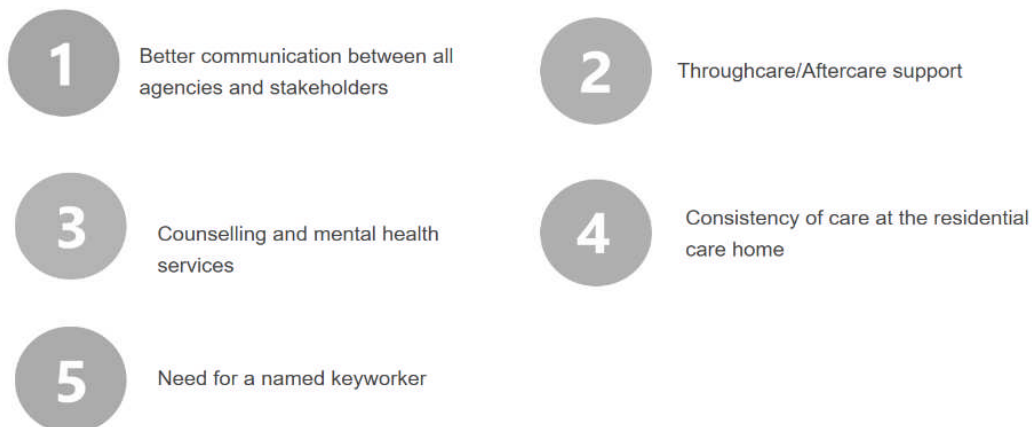 1
Better communication between all
agencies and stakeholders
2
Throughcare/Aftercare support
3
Counselling and mental health
services
4
Consistency of care at the residential
care home
5
Need for a named keyworker